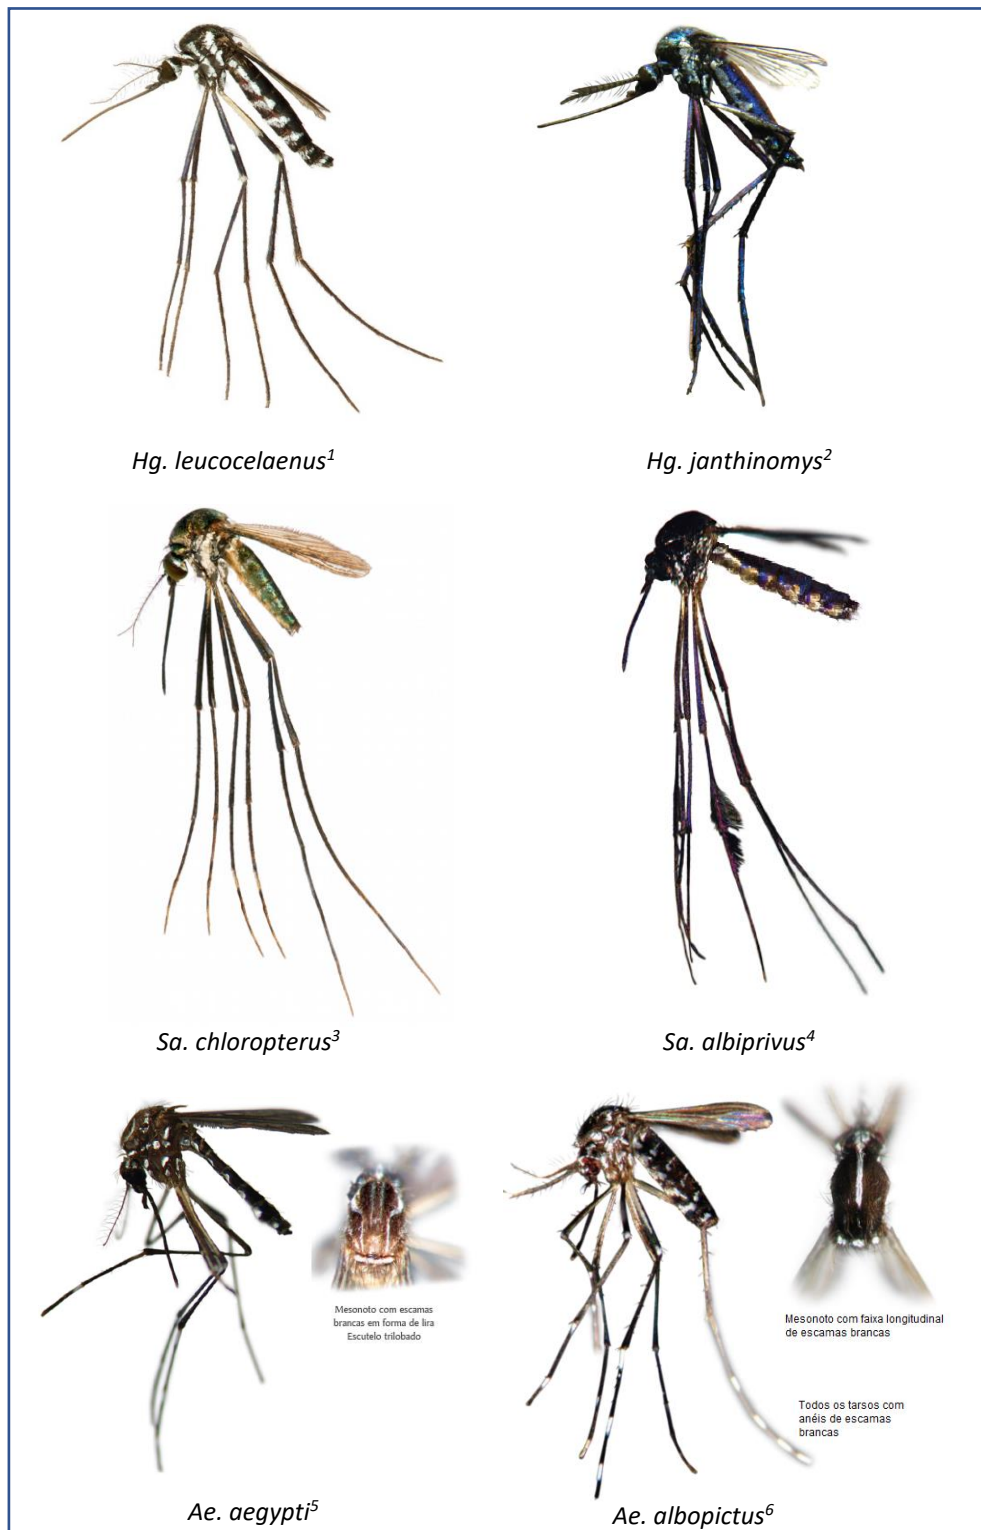 Hg. leucocelaenus¹
Hg. janthinomys²
Sa. chloropterus³
Sa. albiprivus⁴
Mesonoto com escamas
brancas em forma de lira
Escutelo trilobado
Mesonoto com faixa longitudinal
de escamas brancas
Todos os tarsos com
anéis de escamas
brancas
Ae. aegypti⁵
Ae. albopictus⁶